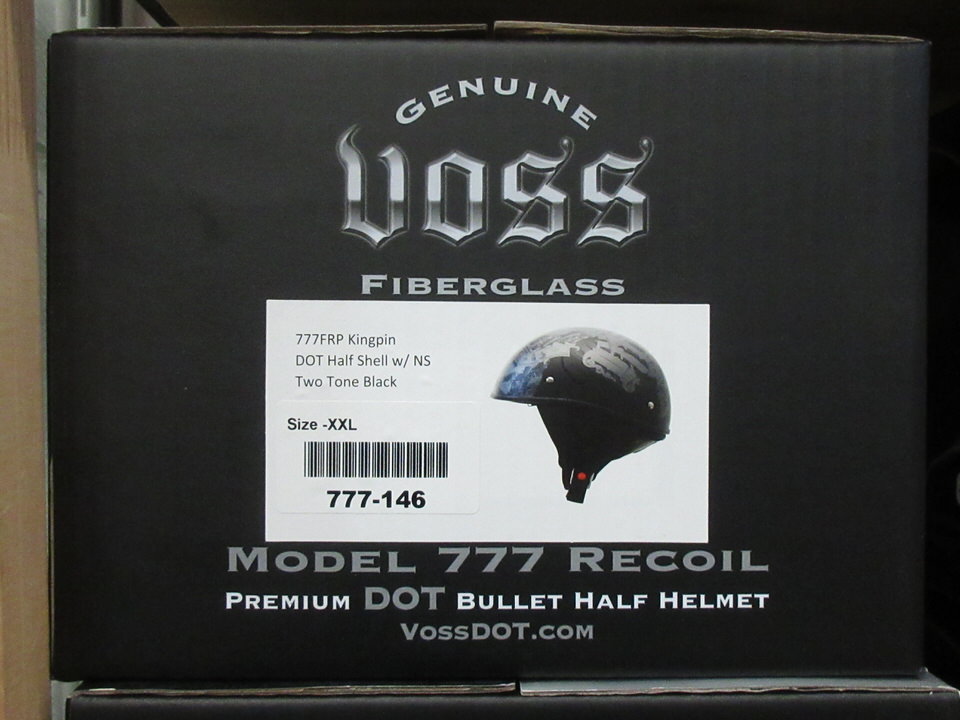 GENUINE
VOSS
FIBERGLASS
777FRP Kingpin
DOT Half Shell w/ NS
Two Tone Black
Size -XXL
777-146
MODEL 777 RECOIL
PREMIUM DOT BULLET HALF HELMET
VOSSDOT.COM